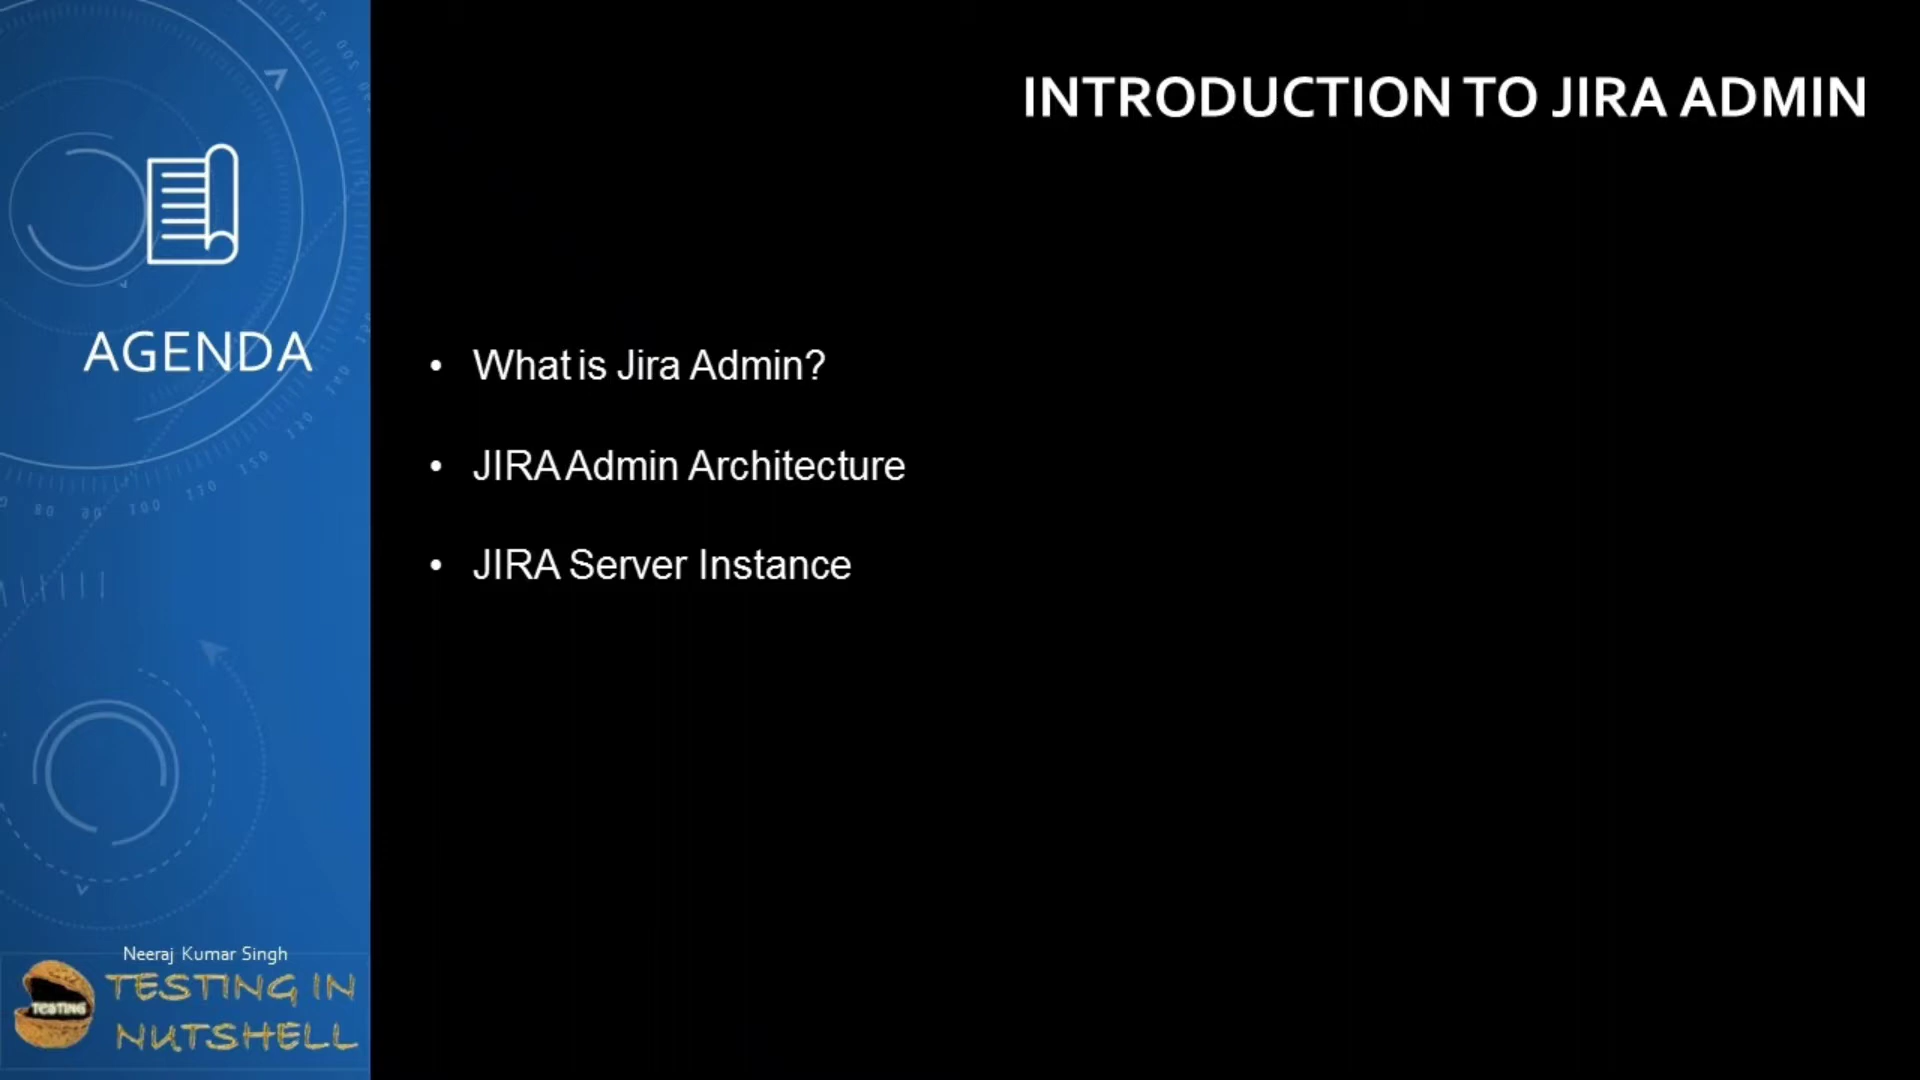 INTRODUCTION TO JIRA ADMIN
AGENDA
• What is Jira Admin?
• JIRA Admin Architecture
• JIRA Server Instance
Neeraj Kumar Singh
TESTING
TESTING IN
NUTSHELL